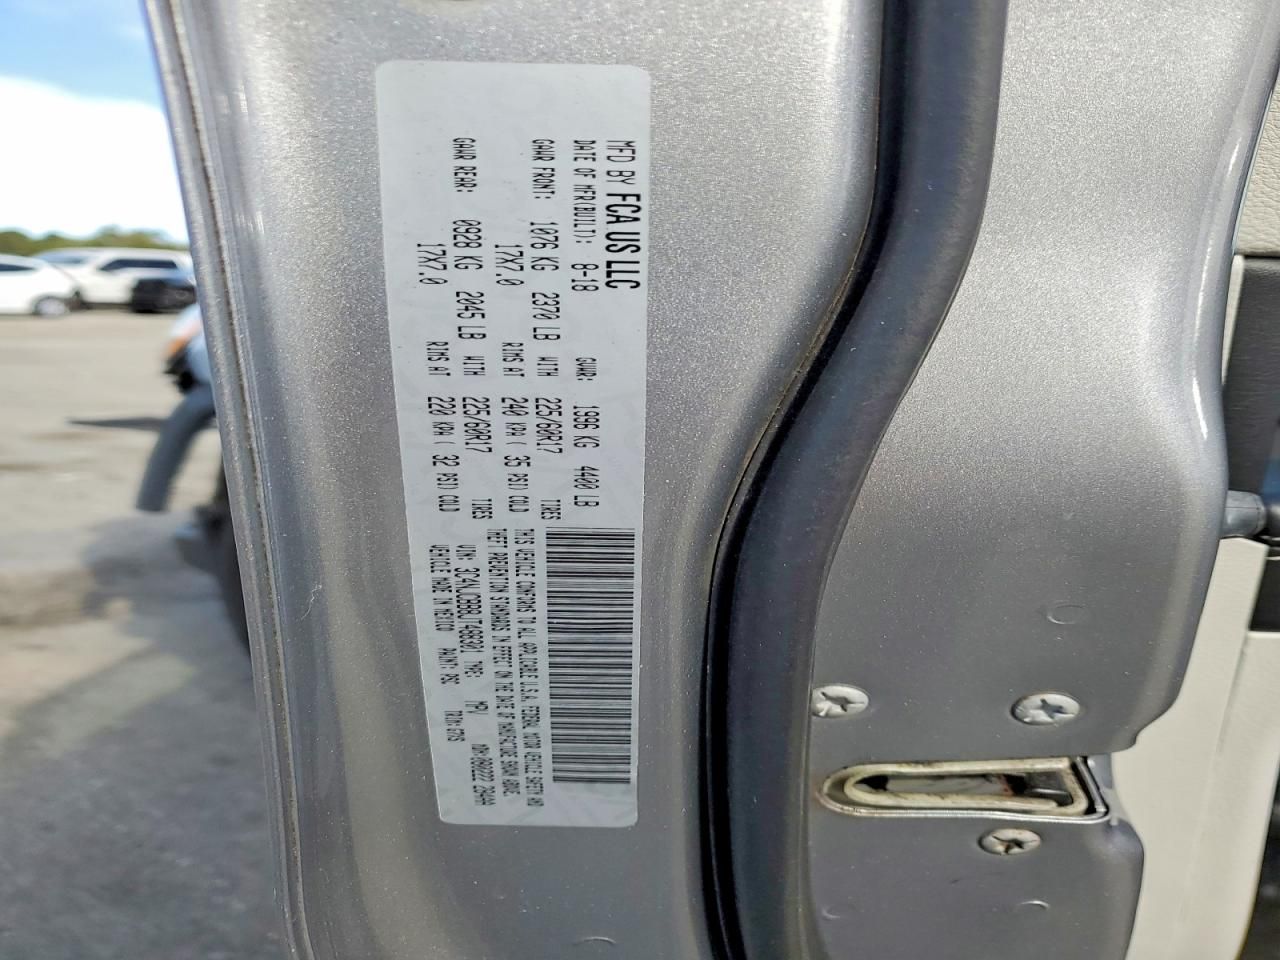 MFD BY FCA US LLC
DATE OF MFR(BUILT): 8-18 GVWR: 1996 KG 4400 LB
GAWR FRONT: 1076 KG 2370 LB WITH 225/60R17 TIRES
17X7.0 RIMS AT 240 KPA( 35 PSI) COLD
GAWR REAR: 0928 KG 2045 LB WITH 225/60R17 TIRES
17X7.0 RIMS AT 220 KPA( 32 PSI) COLD
THIS VEHICLE CONFORMS TO ALL APPLICABLE U.S.A. FEDERAL MOTOR VEHICLE SAFETY AND
THEFT PREVENTION STANDARDS IN EFFECT ON THE DATE OF MANUFACTURE SHOWN ABOVE.
VIN: 3C4NJCBB8JT488301 TYPE: MPV
VEHICLE MADE IN MEXICO PAINT: PSC TRIM: G7XS